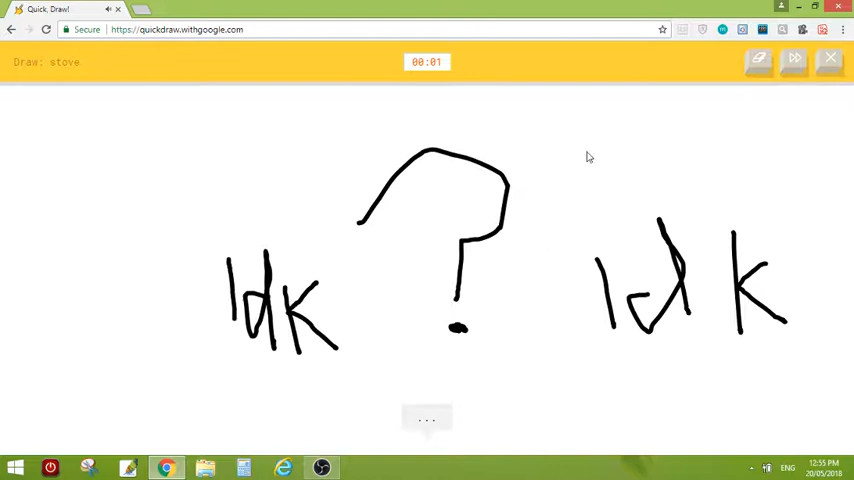 Quick, Draw!
Secure https://quickdraw.withgoogle.com
Draw: stove
00:01
?
Idk
Id k
...
ENG
12:55 PM
20/05/2018